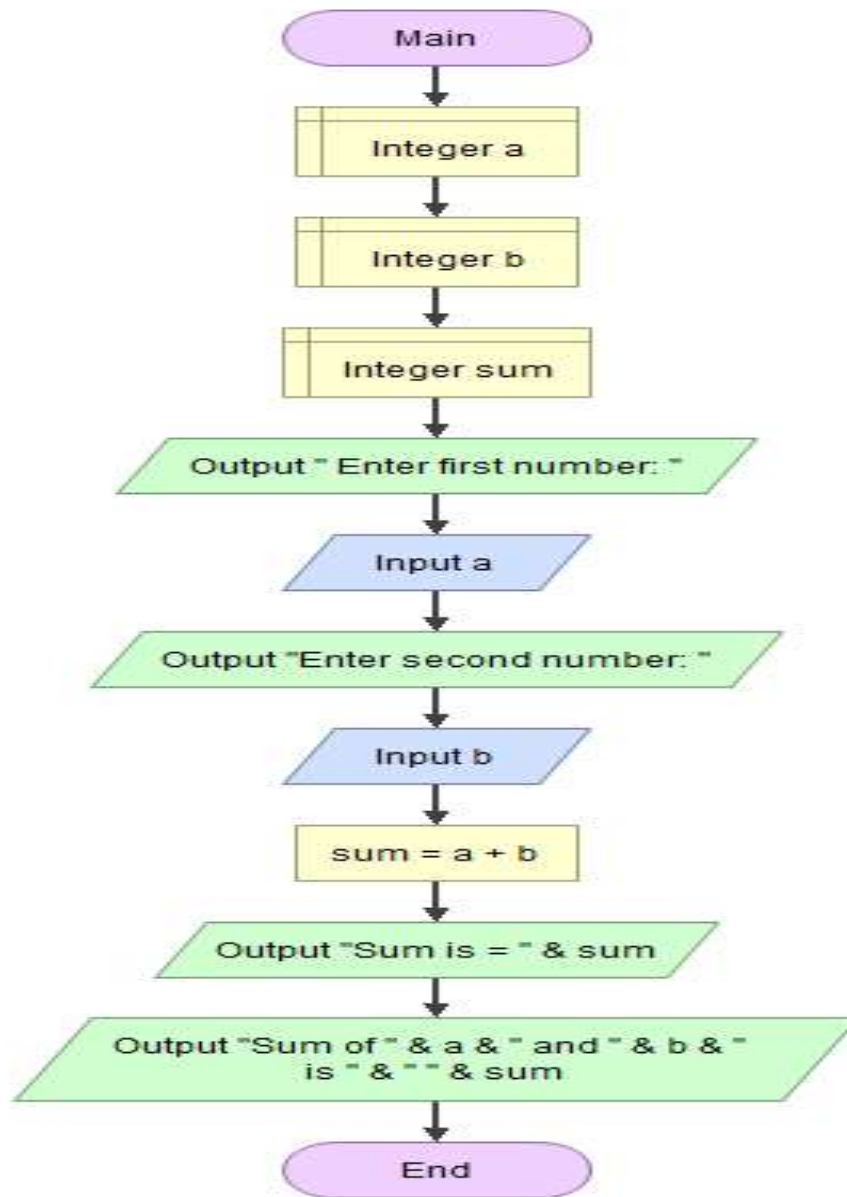 Main
Integer a
Integer b
Integer sum
Output " Enter first number: "
Input a
Output "Enter second number: "
Input b
sum = a + b
Output "Sum is = " & sum
Output "Sum of " & a & " and " & b & "
is " & " " & sum
End